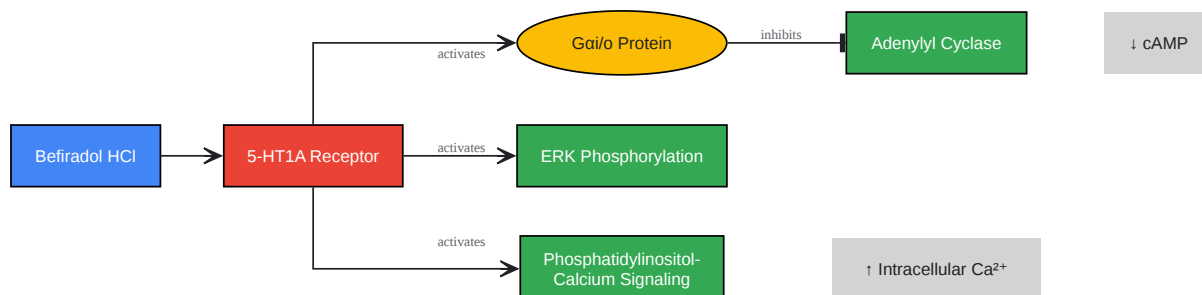 activates
Gαi/o Protein
inhibits
Adenylyl Cyclase
↓ cAMP
Befiradol HCl
5-HT1A Receptor
activates
ERK Phosphorylation
activates
Phosphatidylinositol-
Calcium Signaling
↑ Intracellular Ca²⁺